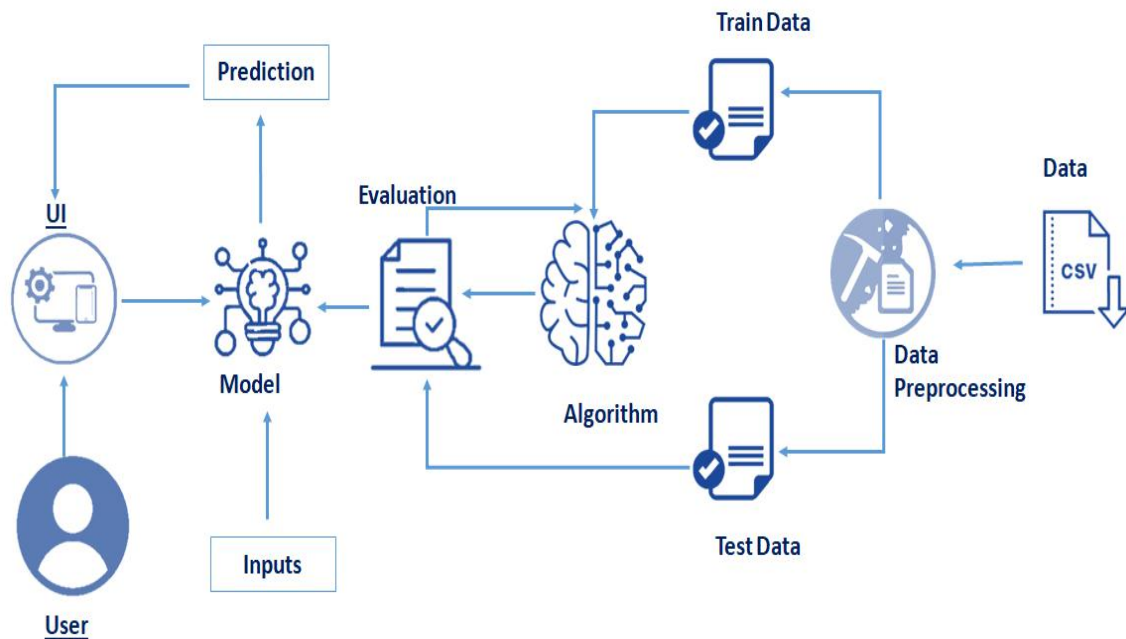 Train Data
Prediction
Data
Evaluation
UI
CSV
Model
Data
Preprocessing
Algorithm
Test Data
Inputs
User